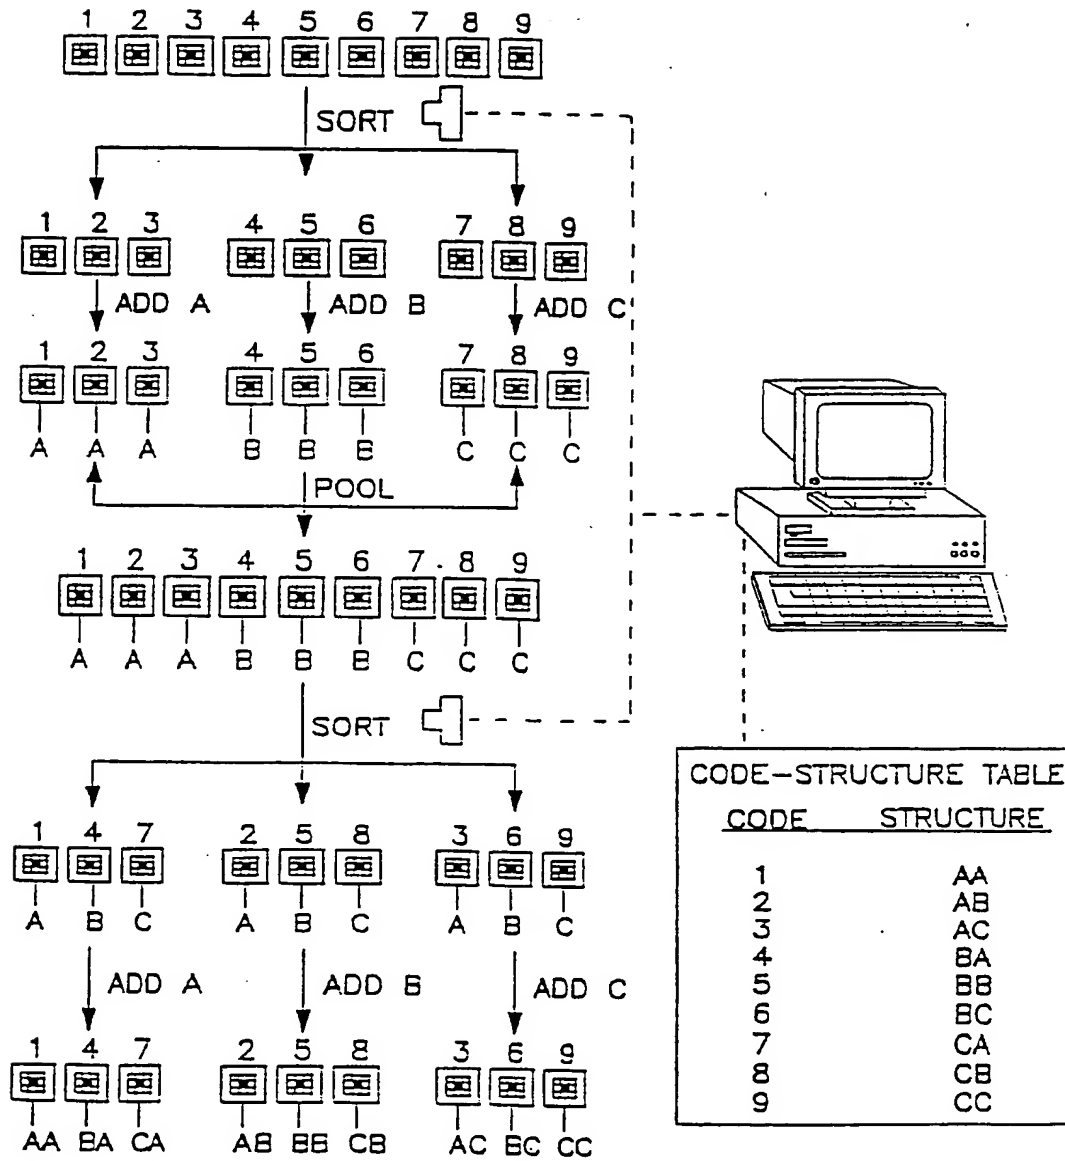 1 2 3 4 5 6 7 8 9
SORT
1 2 3 4 5 6 7 8 9
ADD A ADD B ADD C
1 2 3 4 5 6 7 8 9
A A A B B B C C C
POOL
1 2 3 4 5 6 7 8 9
A A A B B B C C C
SORT
1 4 7 2 5 8 3 6 9
A B C A B C A B C
ADD A ADD B ADD C
1 4 7 2 5 8 3 6 9
AA BA CA AB BB CB AC BC CC
CODE-STRUCTURE TABLE
CODE STRUCTURE
1 AA
2 AB
3 AC
4 BA
5 BB
6 BC
7 CA
8 CB
9 CC